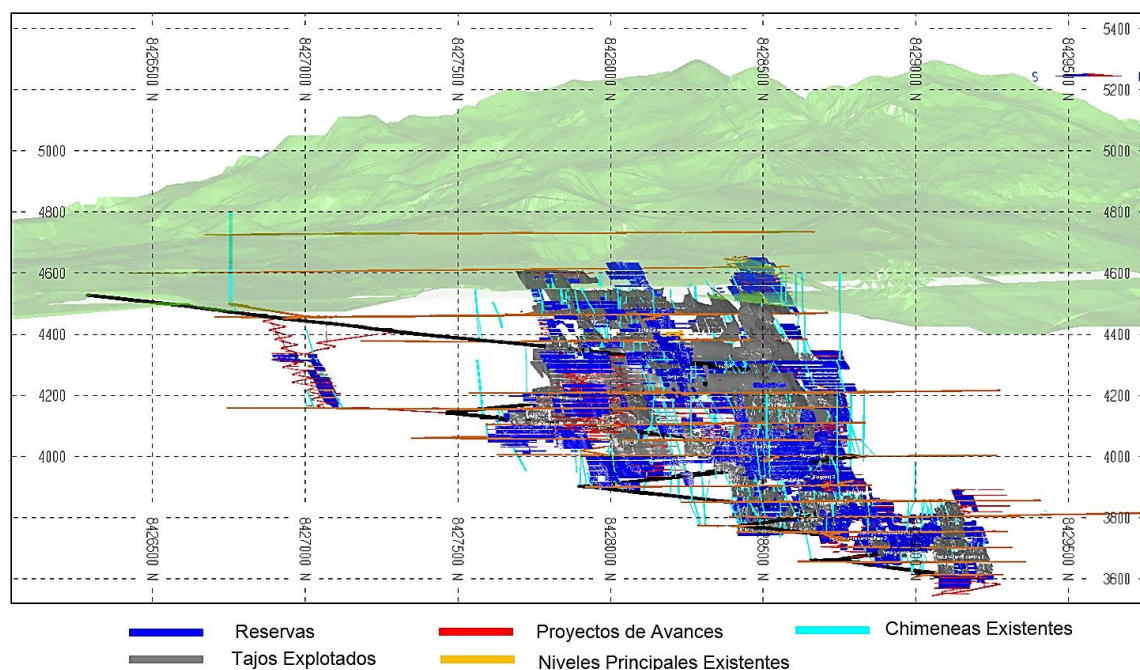 8426500 N 8427000 N 8427500 N 8428000 N 8428500 N 8429000 N 8429500 N
5400 5400
S
5200 5200
5000 5000
4800 4800
4600 4600
4400 4400
4200 4200
4000 4000
3800 3800
3600 3600
8426500 N 8427000 N 8427500 N 8428000 N 8428500 N 8429500 N
Reservas Proyectos de Avances Chimeneas Existentes
Tajos Explotados Niveles Principales Existentes